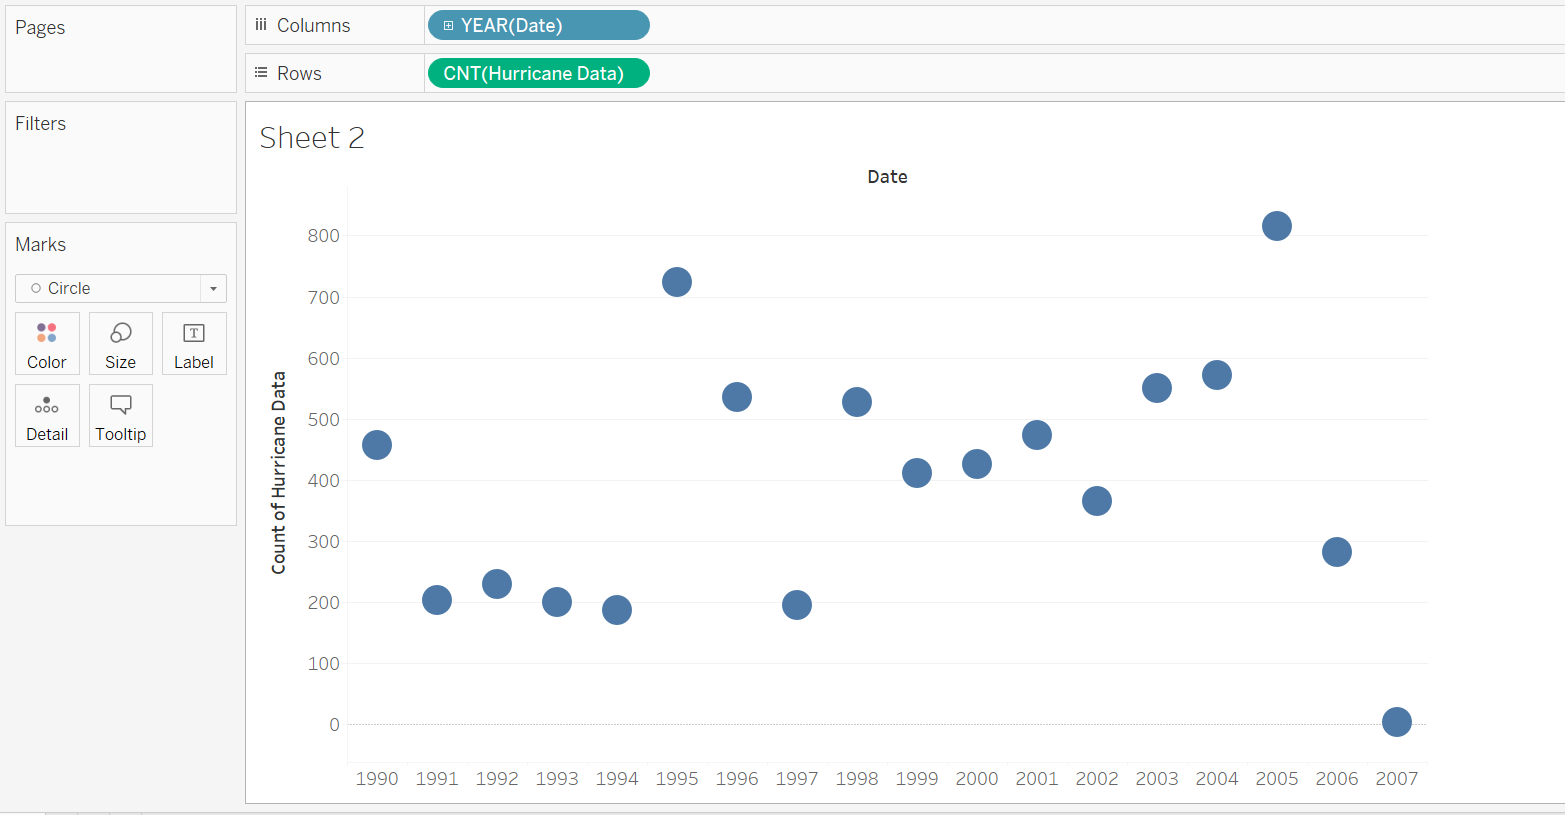 Pages
Columns
YEAR(Date)
Rows
CNT(Hurricane Data)
Filters
Marks
Circle
Color
Size
T
Label
Detail
Tooltip
Sheet 2
Date
Count of Hurricane Data
800
700
600
500
400
300
200
100
0
1990 1991 1992 1993 1994 1995 1996 1997 1998 1999 2000 2001 2002 2003 2004 2005 2006 2007